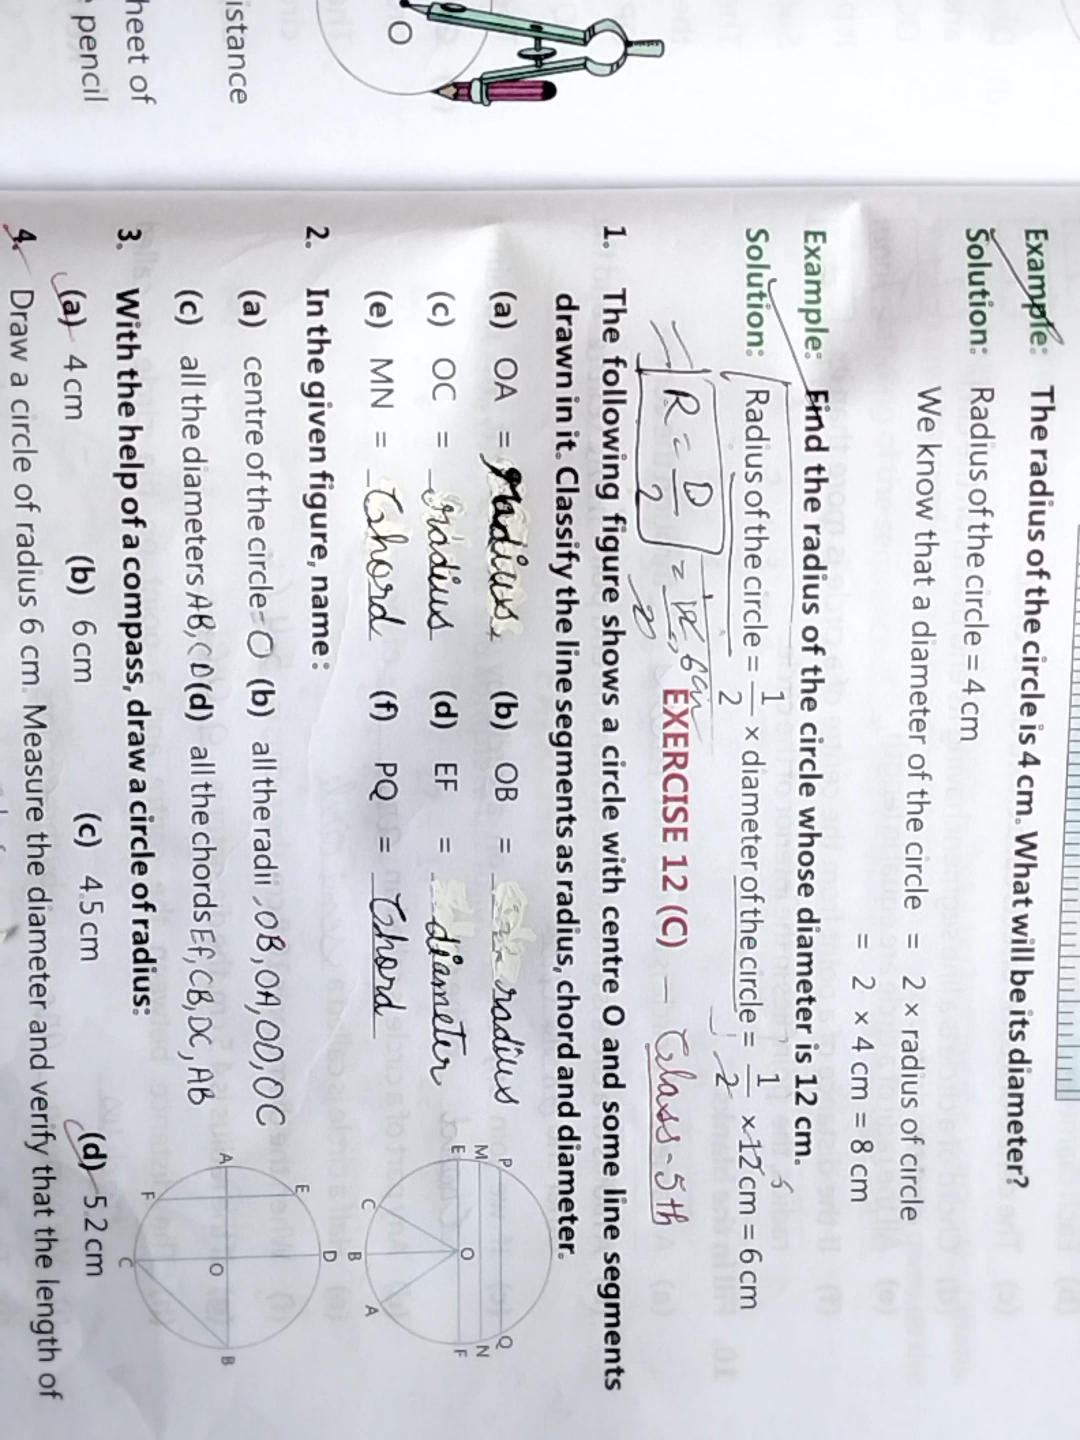 istance
heet of
pencil
O
Example: The radius of the circle is 4 cm. What will be its diameter?
Solution: Radius of the circle = 4 cm
We know that a diameter of the circle = 2 x radius of circle
= 2 x 4 cm = 8 cm
Example: Find the radius of the circle whose diameter is 12 cm.
Solution: Radius of the circle = 1/2 x diameter of the circle = 1/2 x 12 cm = 6 cm
R = D/2 = 12/2 = 6cm
EXERCISE 12 (C) — Class-5th
1. The following figure shows a circle with centre O and some line segments
drawn in it. Classify the line segments as radius, chord and diameter.
(a) OA = radius (b) OB = radius
(c) OC = radius (d) EF = diameter
(e) MN = Chord (f) PQ = Chord
P Q
M N
E O F
C A
B
2. In the given figure, name:
(a) centre of the circle = O (b) all the radii, OB, OA, OD, OC
(c) all the diameters AB, CD (d) all the chords EF, CB, DC, AB
E D
A O B
F C
3. With the help of a compass, draw a circle of radius:
(a) 4 cm (b) 6 cm (c) 4.5 cm (d) 5.2 cm
4. Draw a circle of radius 6 cm. Measure the diameter and verify that the length of